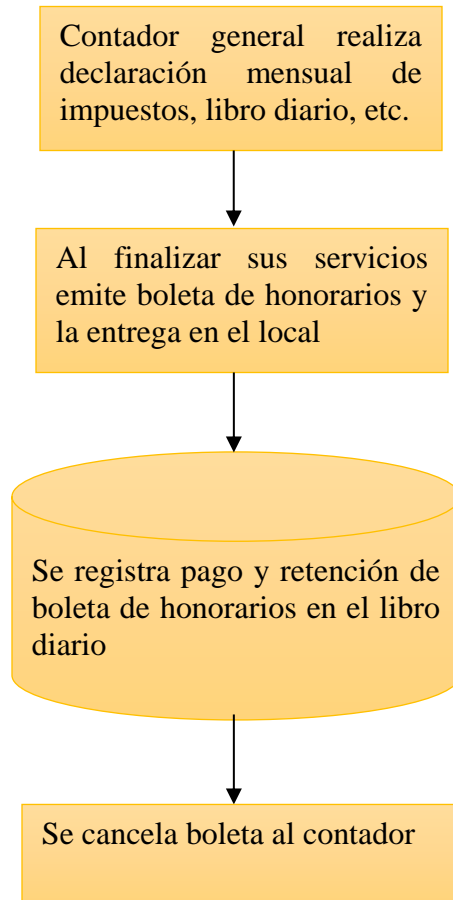 Contador general realiza
declaración mensual de
impuestos, libro diario, etc.
Al finalizar sus servicios
emite boleta de honorarios y
la entrega en el local
Se registra pago y retención de
boleta de honorarios en el libro
diario
Se cancela boleta al contador